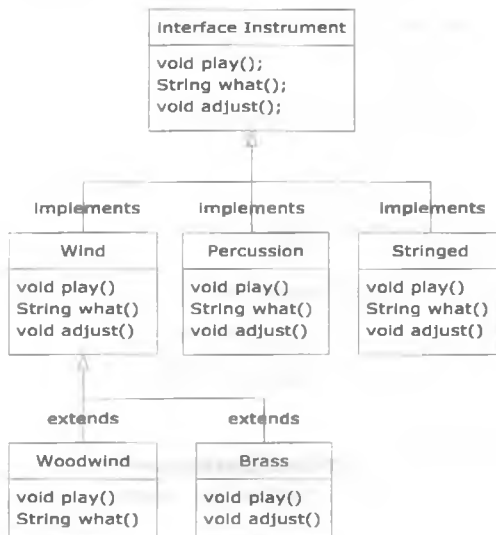 interface Instrument
void play();
String what();
void adjust();
implements implements implements
Wind Percussion Stringed
void play() void play() void play()
String what() String what() String what()
void adjust() void adjust() void adjust()
extends extends
Woodwind Brass
void play() void play()
String what() void adjust()